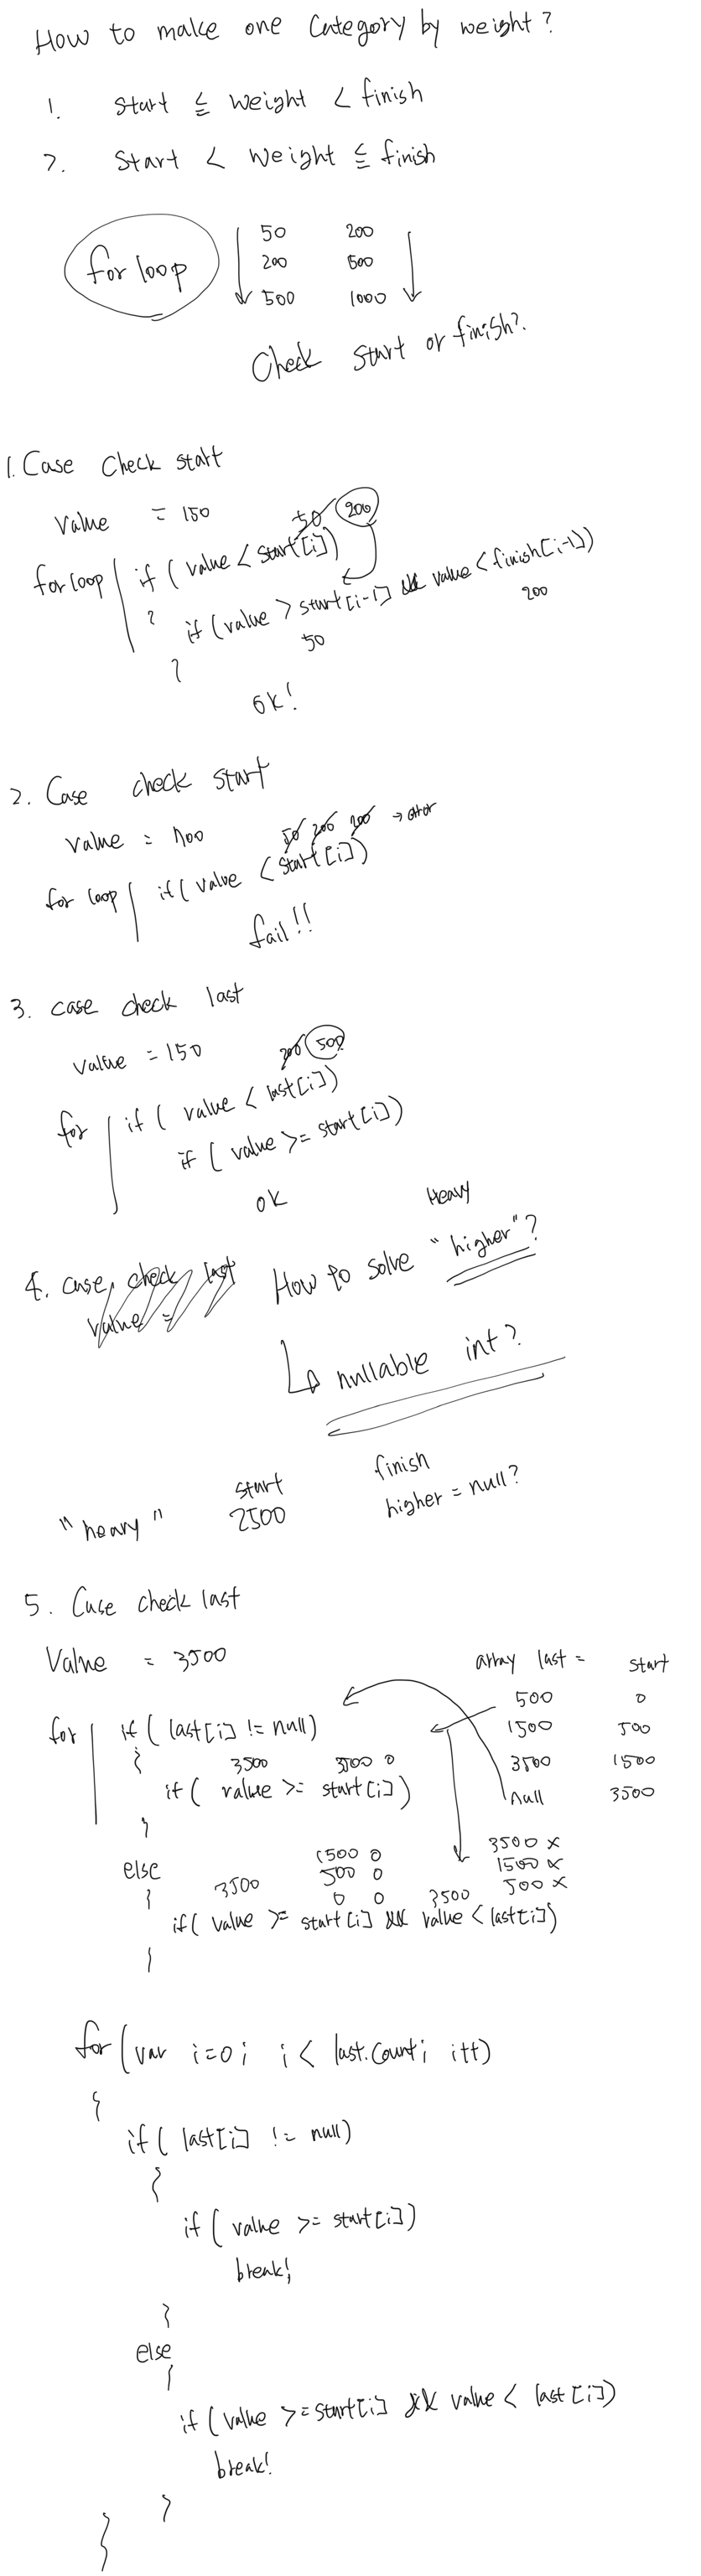 How to make one Category by weight?
1. Start ≦ weight < finish
2. Start < weight ≦ finish
for loop
50 200
200 500
500 1000
Check start or finish?
1. Case Check start
Value = 150
50 200
for loop if ( value < start[i])
{ if (value > start[i-1] && value < finish[i-1])
50 200
}
ok!
2. Case check start
Value =
50 200 200 → error
for loop if( value < start[i])
fail!!
3. case check last
Value = 150
200 500
for if ( value < last[i])
if ( value >= start[i])
ok
4. case, check last
value =
Heavy
How to solve "higher"?
nullable int?
start finish
"heavy" 2500 higher = null?
5. Case check last
Value = 3500
array last = start
500 0
1500 500
3500 1500
null 3500
for if ( last[i] != null)
{ 3500 3500 0
if ( value >= start[i])
}
else
{
3500
1500 0
500 0
0 0
3500
3500 x
1500 x
500 x
if( value >= start[i] && value < last[i])
}
for (var i=0; i < last.Count; i++)
{
if ( last[i] != null)
{
if ( value >= start[i])
break;
}
else
{
if ( value >= start[i] && value < last[i])
break!
}
}